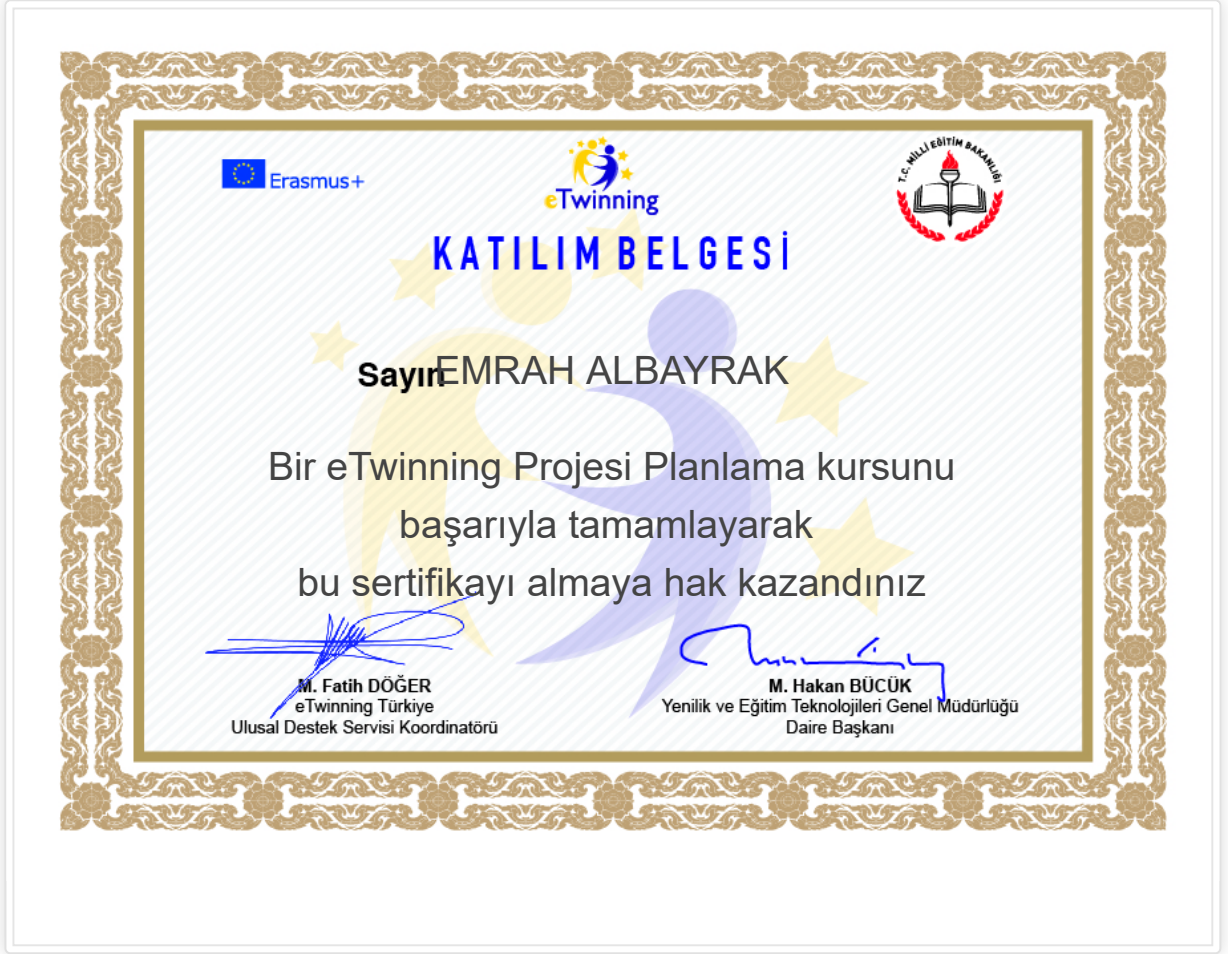 Erasmus+
eTwinning
T.C. MİLLİ EĞİTİM BAKANLIĞI
KATILIM BELGESİ
Sayın EMRAH ALBAYRAK
Bir eTwinning Projesi Planlama kursunu
başarıyla tamamlayarak
bu sertifikayı almaya hak kazandınız
M. Fatih DÖĞER
eTwinning Türkiye
Ulusal Destek Servisi Koordinatörü
M. Hakan BÜCÜK
Yenilik ve Eğitim Teknolojileri Genel Müdürlüğü
Daire Başkanı